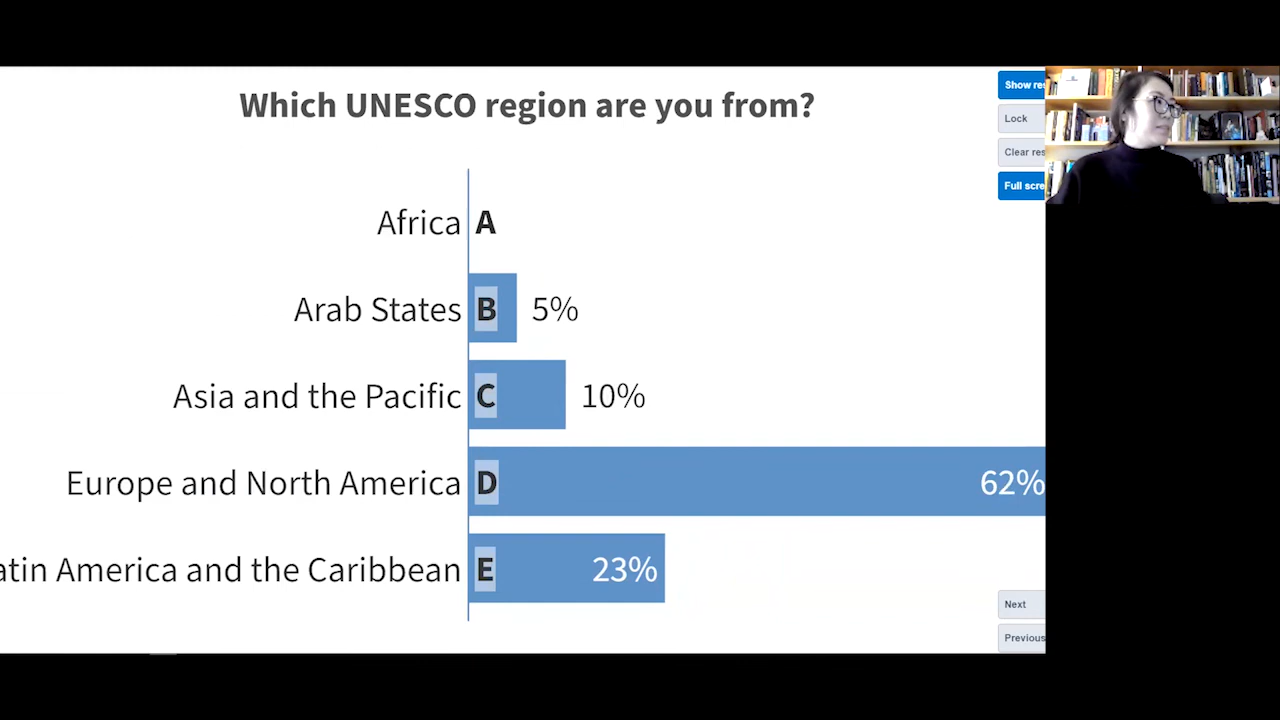 Which UNESCO region are you from?
Show res
Lock
Clear res
Full scre
Africa A
Arab States B 5%
Asia and the Pacific C 10%
Europe and North America D 62%
atin America and the Caribbean E 23%
Next
Previous